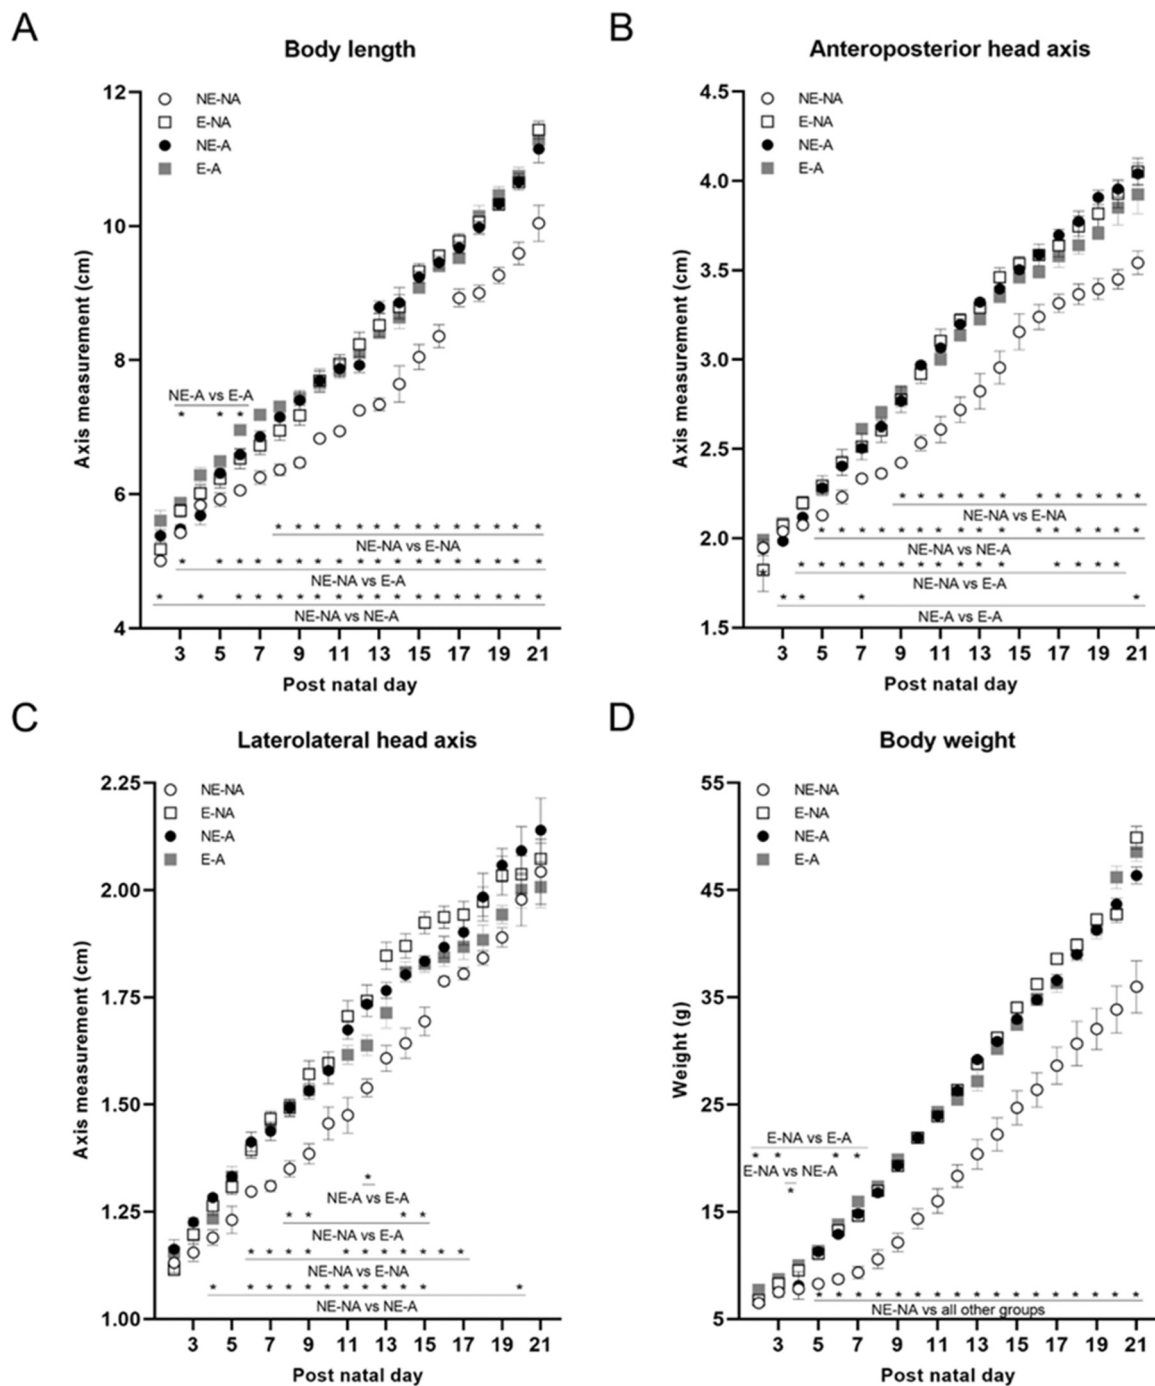 A
Body length
12
10
8
6
4
Axis measurement (cm)
NE-NA
E-NA
NE-A
E-A
NE-A vs E-A
* * *
* * * * * * * * * * * * * *
NE-NA vs E-NA
* * * * * * * * * * * * * * * * * *
NE-NA vs E-A
* * * * * * * * * * * * * * * * * *
NE-NA vs NE-A
3 5 7 9 11 13 15 17 19 21
Post natal day
B
Anteroposterior head axis
4.5
4.0
3.5
3.0
2.5
2.0
1.5
Axis measurement (cm)
NE-NA
E-NA
NE-A
E-A
* * * * * * * * * * * *
NE-NA vs E-NA
* * * * * * * * * * * * * * * * *
NE-NA vs NE-A
* * * * * * * * * * * * * * *
NE-NA vs E-A
* * * *
NE-A vs E-A
3 5 7 9 11 13 15 17 19 21
Post natal day
C
Laterolateral head axis
2.25
2.00
1.75
1.50
1.25
1.00
Axis measurement (cm)
NE-NA
E-NA
NE-A
E-A
*
NE-A vs E-A
* * * *
NE-NA vs E-A
* * * * * * * * * * *
NE-NA vs E-NA
* * * * * * * * * * * *
NE-NA vs NE-A
3 5 7 9 11 13 15 17 19 21
Post natal day
D
Body weight
55
45
35
25
15
5
Weight (g)
NE-NA
E-NA
NE-A
E-A
E-NA vs E-A
* * * *
E-NA vs NE-A
*
* * * * * * * * * * * * * * * * *
NE-NA vs all other groups
3 5 7 9 11 13 15 17 19 21
Post natal day